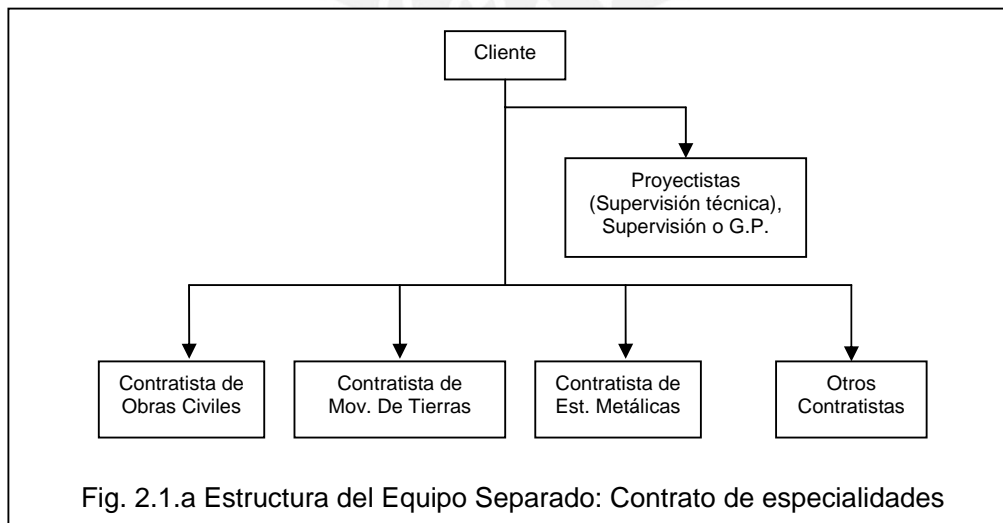 Cliente
Proyectistas
(Supervisión técnica),
Supervisión o G.P.
Contratista de
Obras Civiles
Contratista de
Mov. De Tierras
Contratista de
Est. Metálicas
Otros
Contratistas
Fig. 2.1.a Estructura del Equipo Separado: Contrato de especialidades